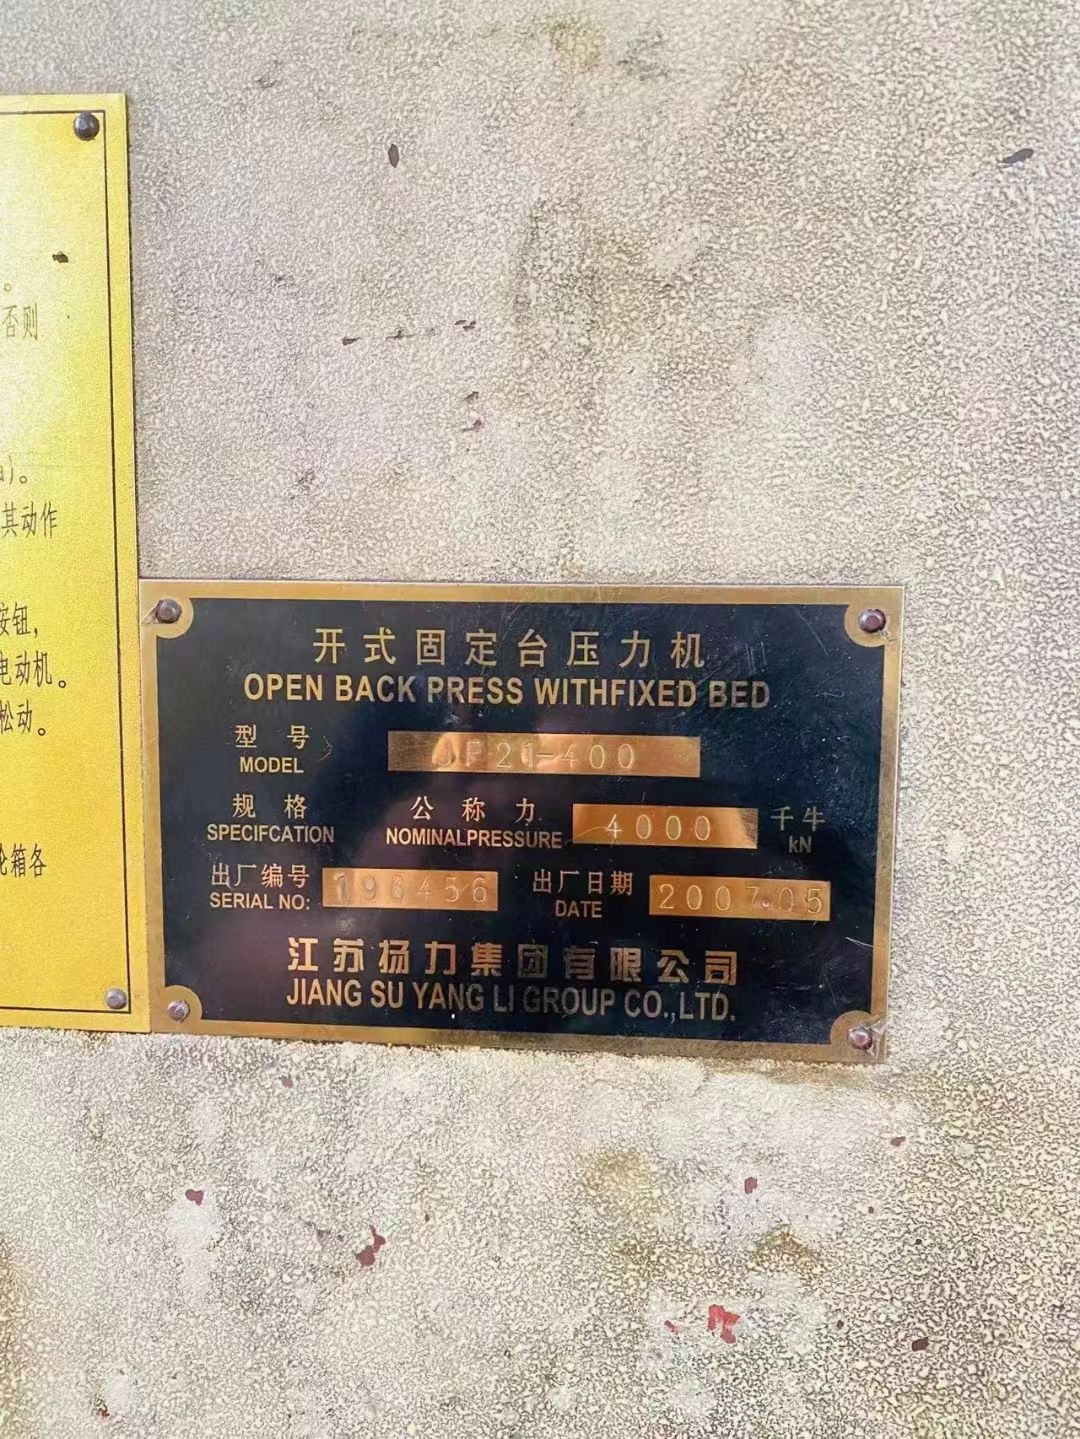 。
否则
a)。
其动作
按钮,
电动机。
松动。
轮箱各
开式固定台压力机
OPEN BACK PRESS WITHFIXED BED
型号
MODEL
JF21-400
规格
SPECIFCATION
公称力
NOMINALPRESSURE
4000
千牛
kN
出厂编号
SERIAL NO:
196456
出厂日期
DATE
2007.05
江苏扬力集团有限公司
JIANG SU YANG LI GROUP CO.,LTD.